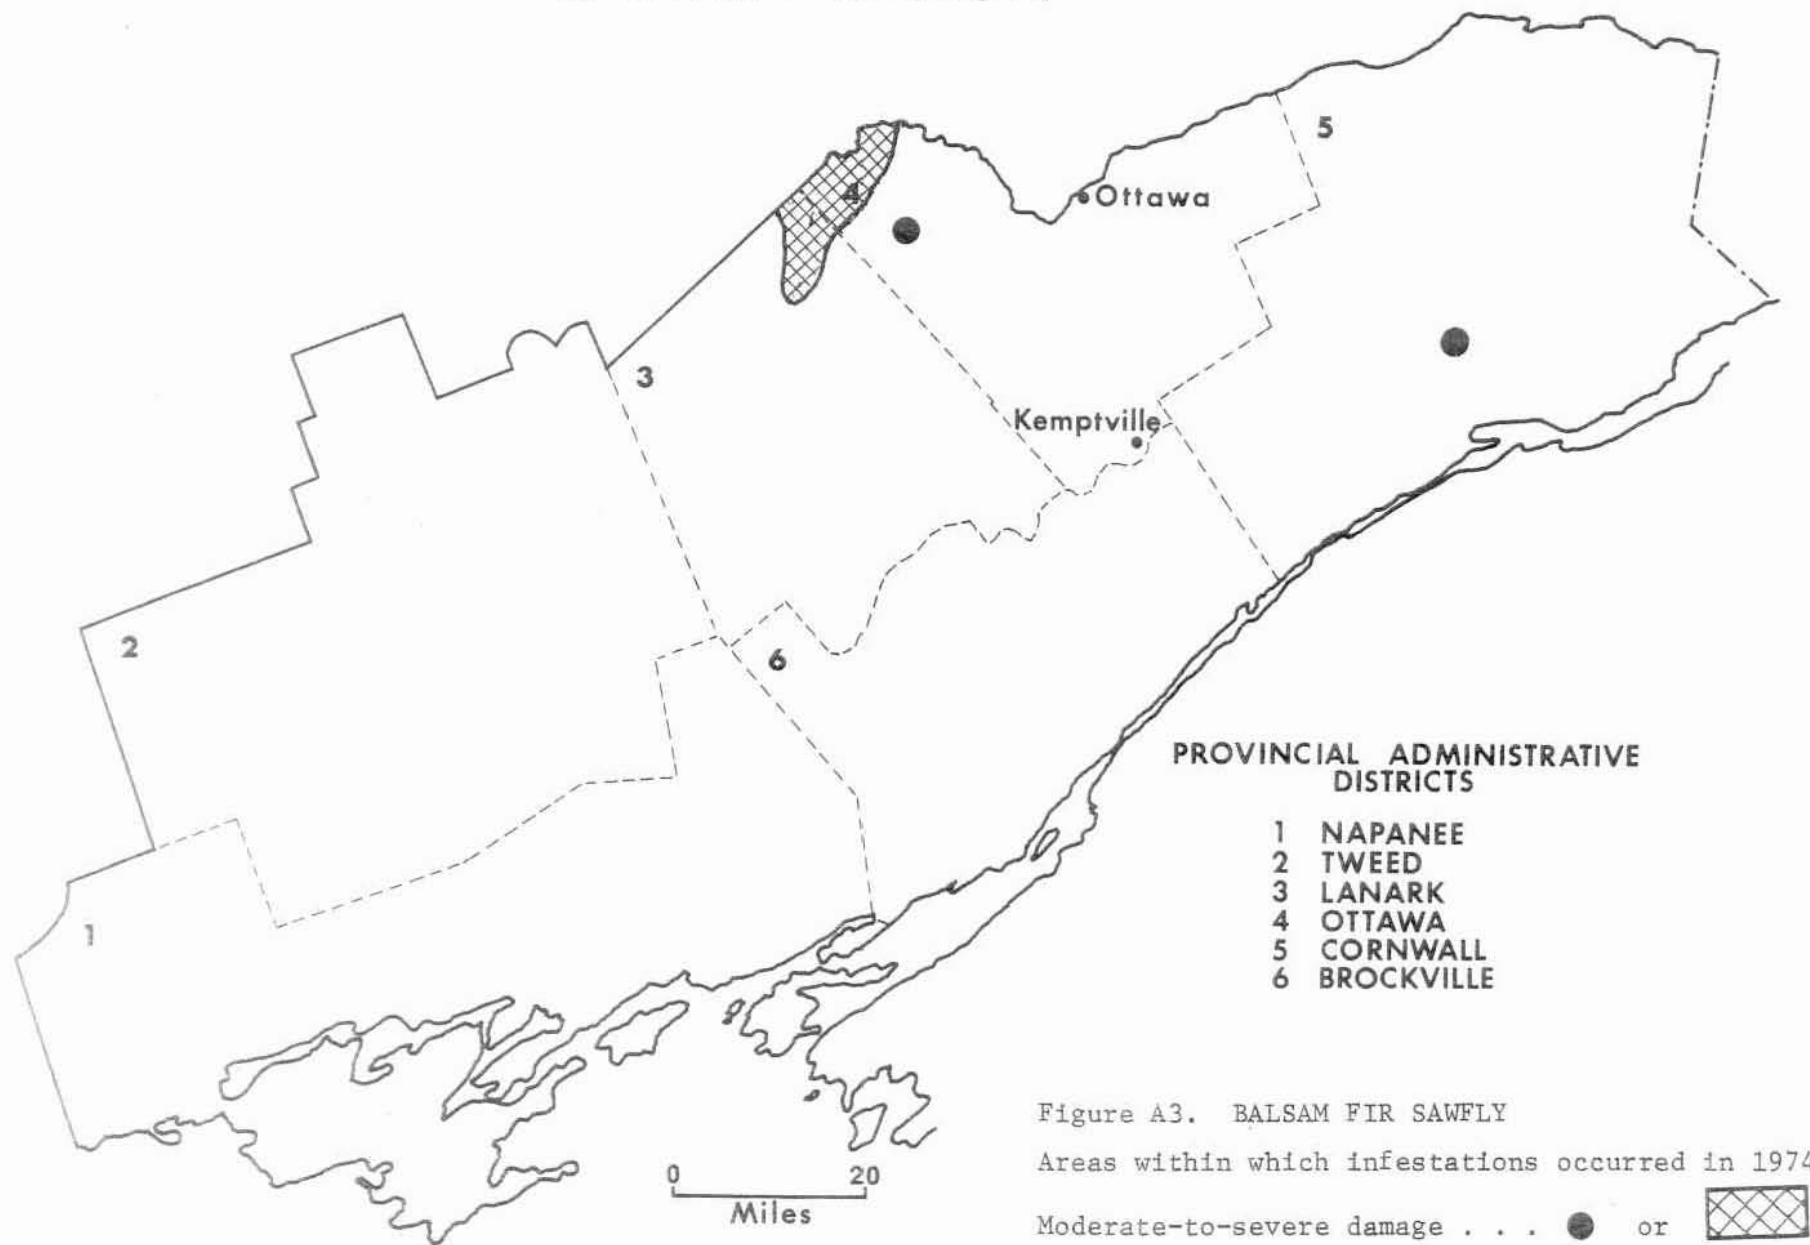 5
4
Ottawa
3
Kemptville
2
6
PROVINCIAL ADMINISTRATIVE
DISTRICTS
1 NAPANEE
2 TWEED
3 LANARK
4 OTTAWA
5 CORNWALL
6 BROCKVILLE
1
Figure A3. BALSAM FIR SAWFLY
Areas within which infestations occurred in 1974
0 20
Miles
Moderate-to-severe damage . . . ● or